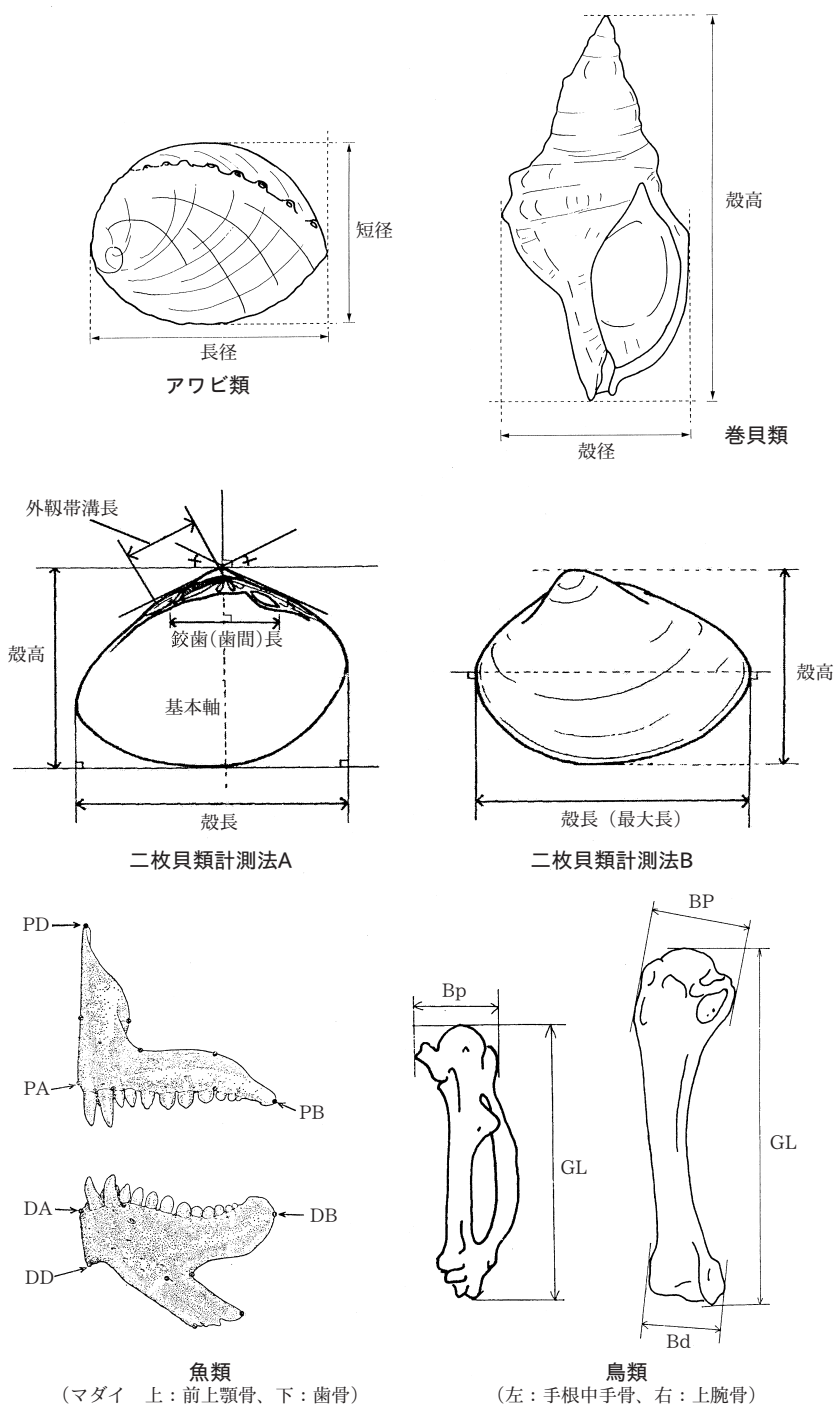 短径
長径
アワビ類
殻高
殻径
巻貝類
外靱帯溝長
殻高
鉸歯(歯間)長
基本軸
殻長
二枚貝類計測法A
殻高
殻長（最大長）
二枚貝類計測法B
PD
PA
PB
DA
DB
DD
魚類
（マダイ　上：前上顎骨、下：歯骨）
BP
Bp
GL
GL
Bd
鳥類
（左：手根中手骨、右：上腕骨）